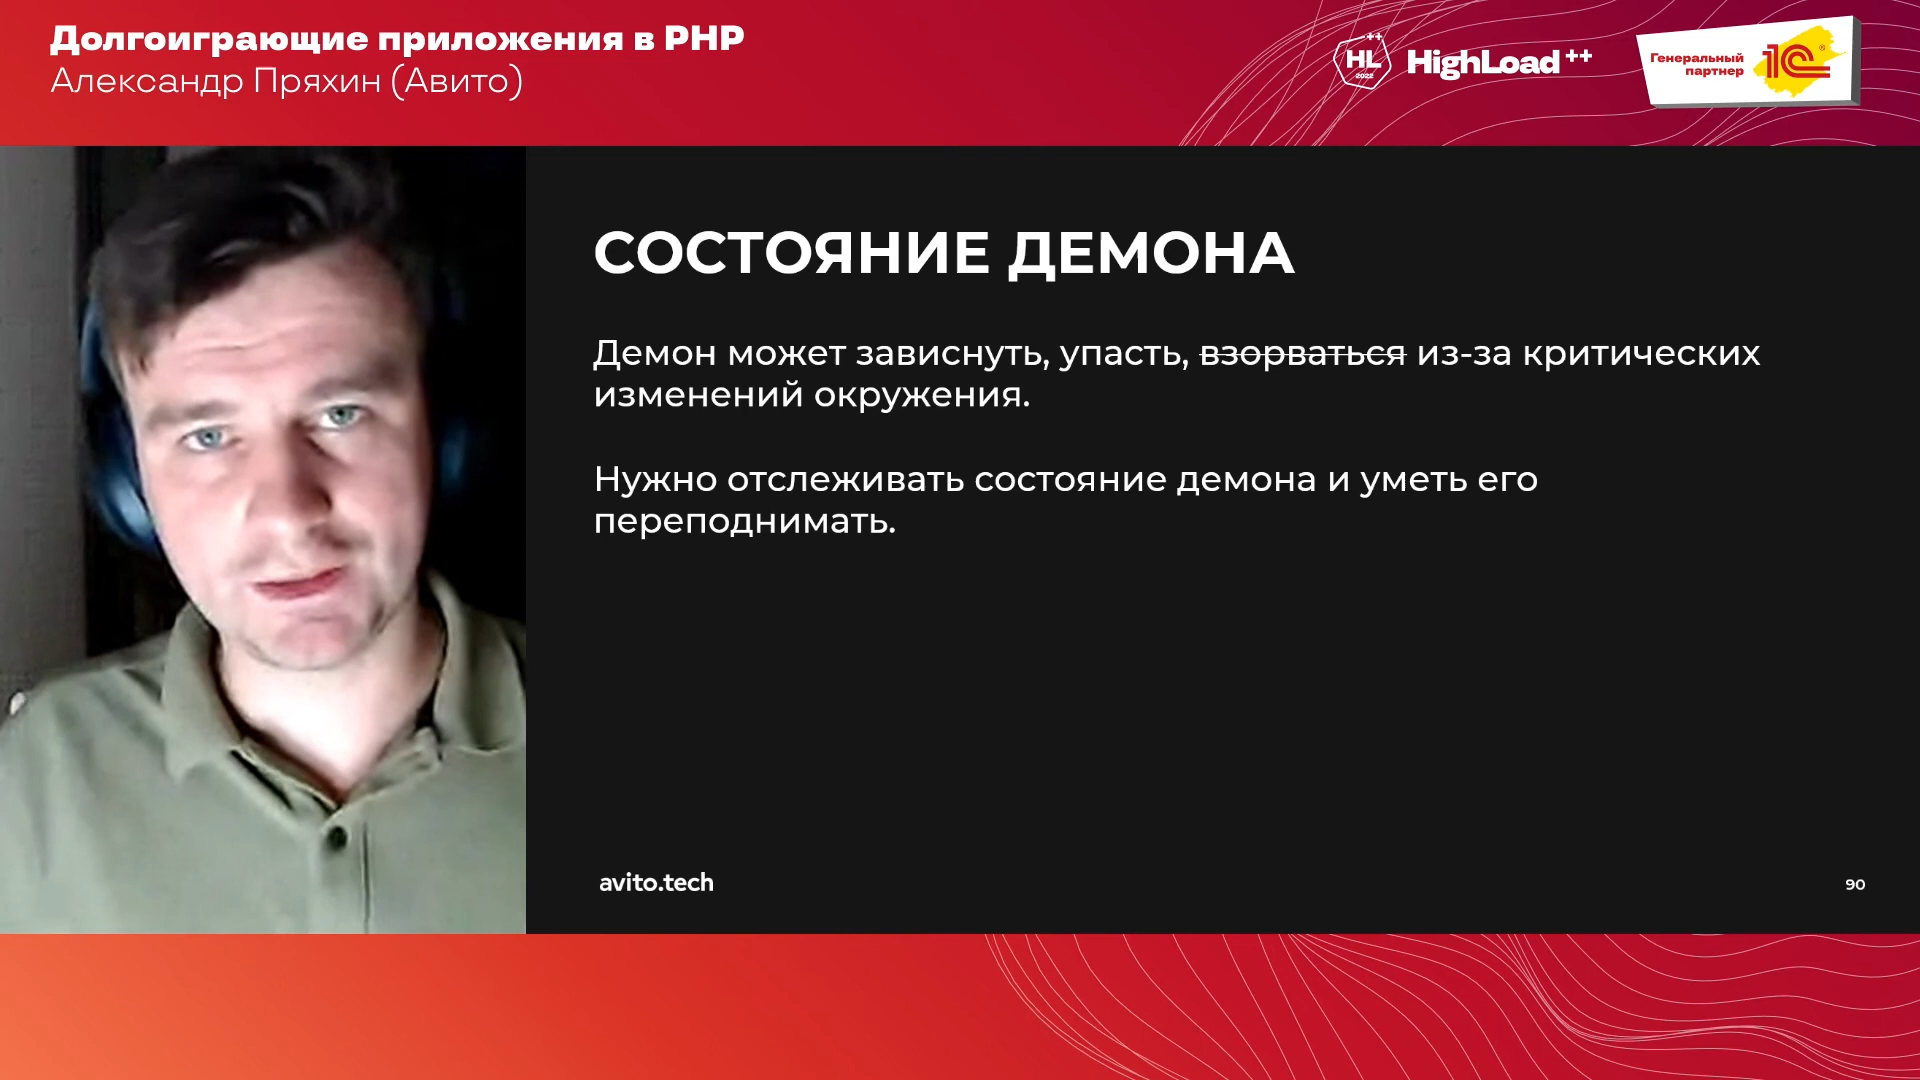 Долгоиграющие приложения в PHP
Александр Пряхин (Авито)
++
HL
2022
HighLoad ++
Генеральный
партнер
1С
®
СОСТОЯНИЕ ДЕМОНА
Демон может зависнуть, упасть, взорваться из-за критических
изменений окружения.
Нужно отслеживать состояние демона и уметь его
переподнимать.
avito.tech
90